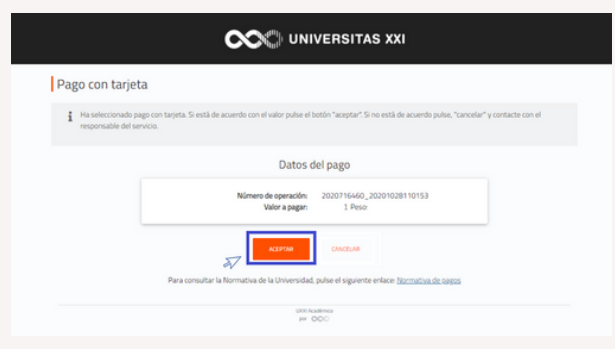 UNIVERSITAS XXI
Pago con tarjeta
Ha seleccionado pago con tarjeta. Si está de acuerdo con el valor pulse el botón "aceptar". Si no está de acuerdo pulse, "cancelar" y contacte con el
responsable del servicio.
Datos del pago
Número de operación: 2020716460_20201028110153
Valor a pagar: 1 Peso
ACEPTAR CANCELAR
Para consultar la Normativa de la Universidad, pulse el siguiente enlace: Normativa de pagos
UXXI Académico
por